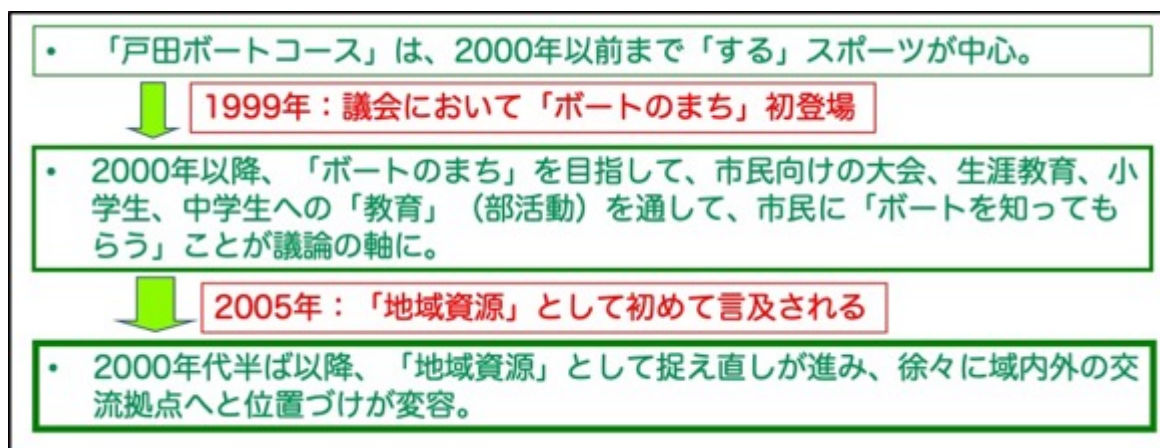 • 「戸田ボートコース」は、2000年以前まで「する」スポーツが中心。
1999年：議会において「ボートのまち」初登場
• 2000年以降、「ボートのまち」を目指して、市民向けの大会、生涯教育、小
学生、中学生への「教育」（部活動）を通して、市民に「ボートを知っても
らう」ことが議論の軸に。
2005年：「地域資源」として初めて言及される
• 2000年代半ば以降、「地域資源」として捉え直しが進み、徐々に域内外の交
流拠点へと位置づけが変容。